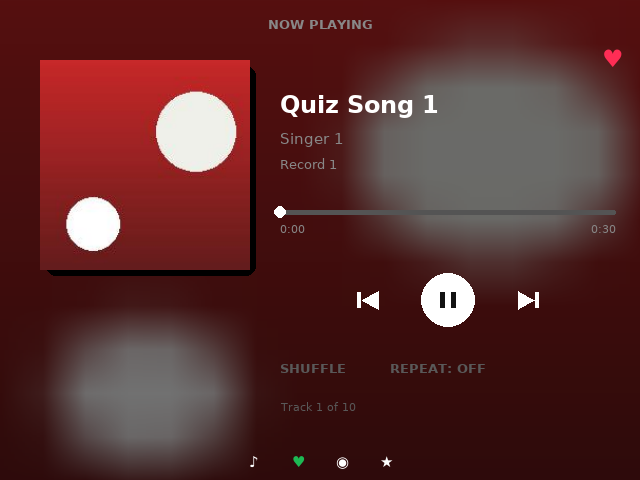 NOW PLAYING
Quiz Song 1
Singer 1
Record 1
0:00 0:30
SHUFFLE REPEAT: OFF
Track 1 of 10